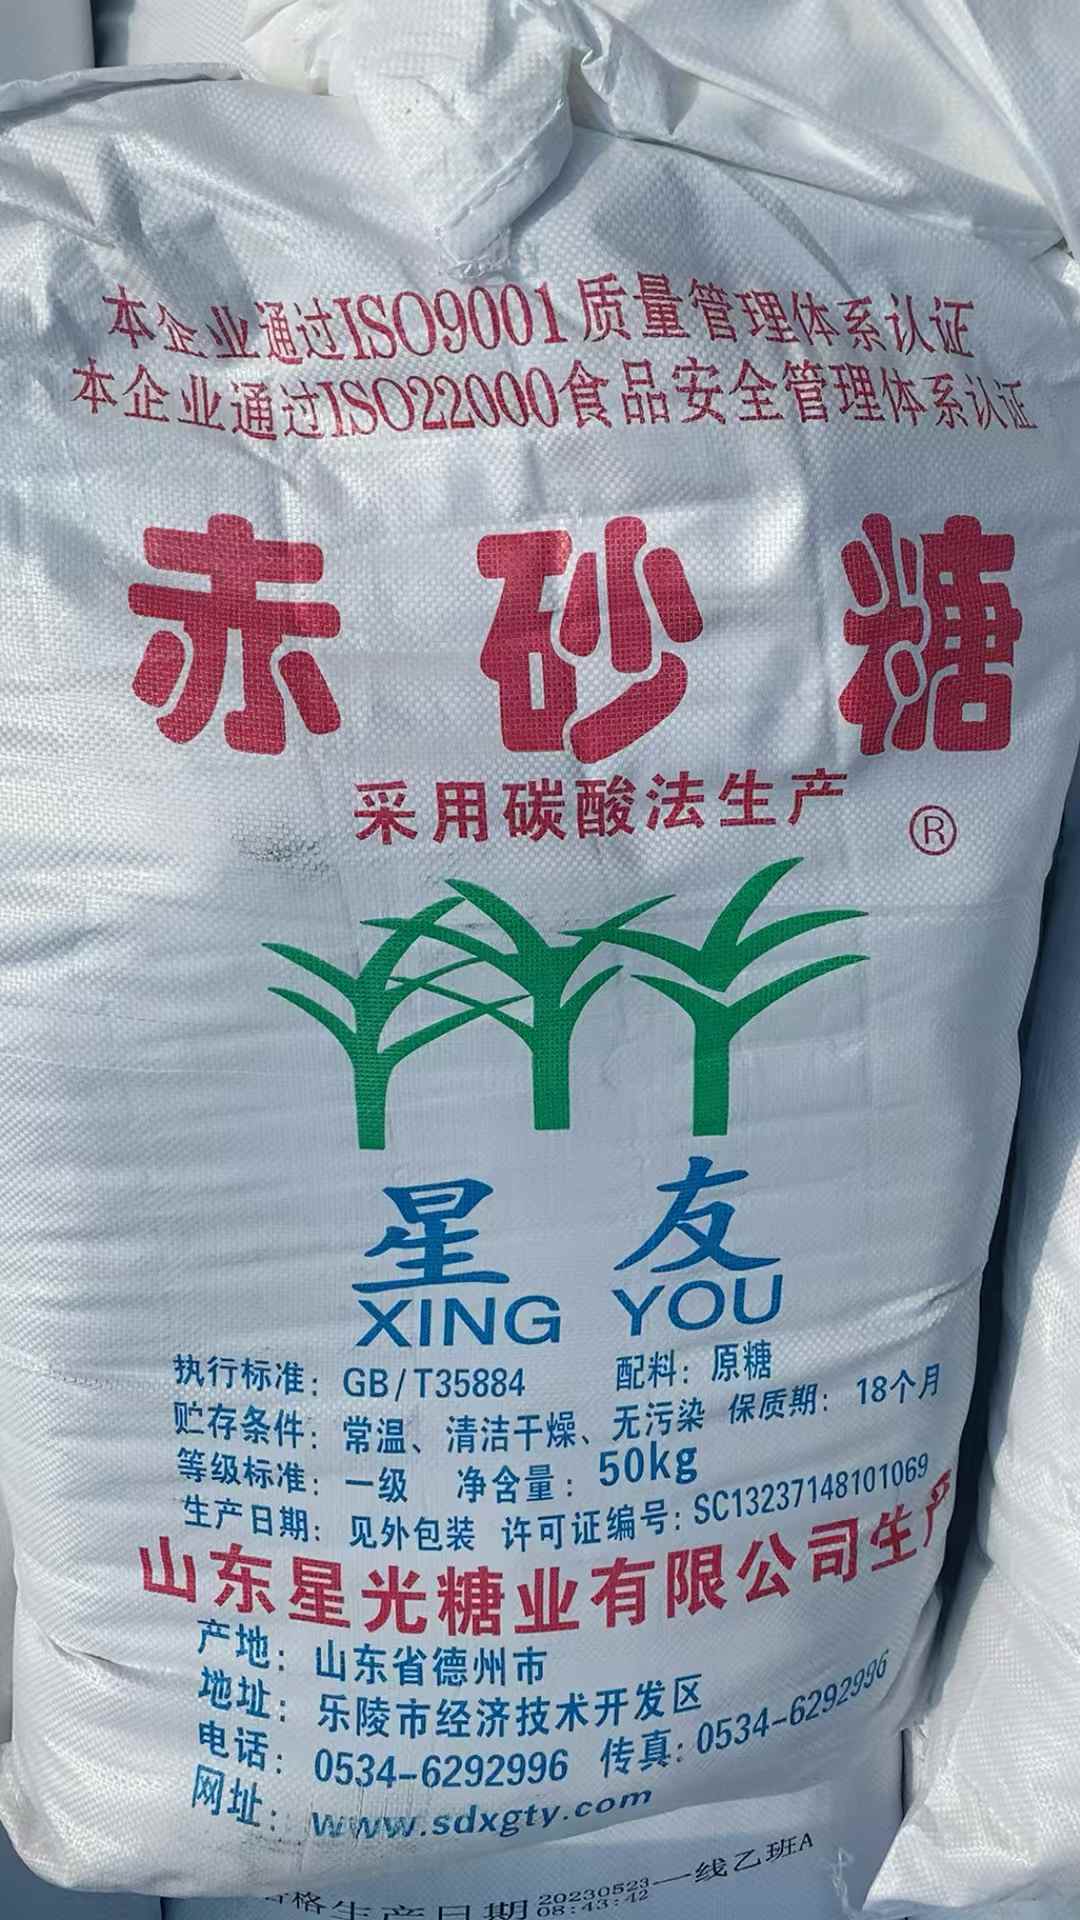 本企业通过ISO9001质量管理体系认证
本企业通过ISO22000食品安全管理体系认证
赤砂糖
采用碳酸法生产
®
星友
XING YOU
执行标准：GB/T35884 配料：原糖
贮存条件：常温、清洁干燥、无污染 保质期：18个月
等级标准：一级 净含量：50kg
生产日期：见外包装 许可证编号：SC13237148101069
山东星光糖业有限公司生产
产地：山东省德州市
地址：乐陵市经济技术开发区
电话：0534-6292996 传真：0534-6292996
网址：www.sdxgty.com
格生产日期 20230523 一线乙班A
08:43:42